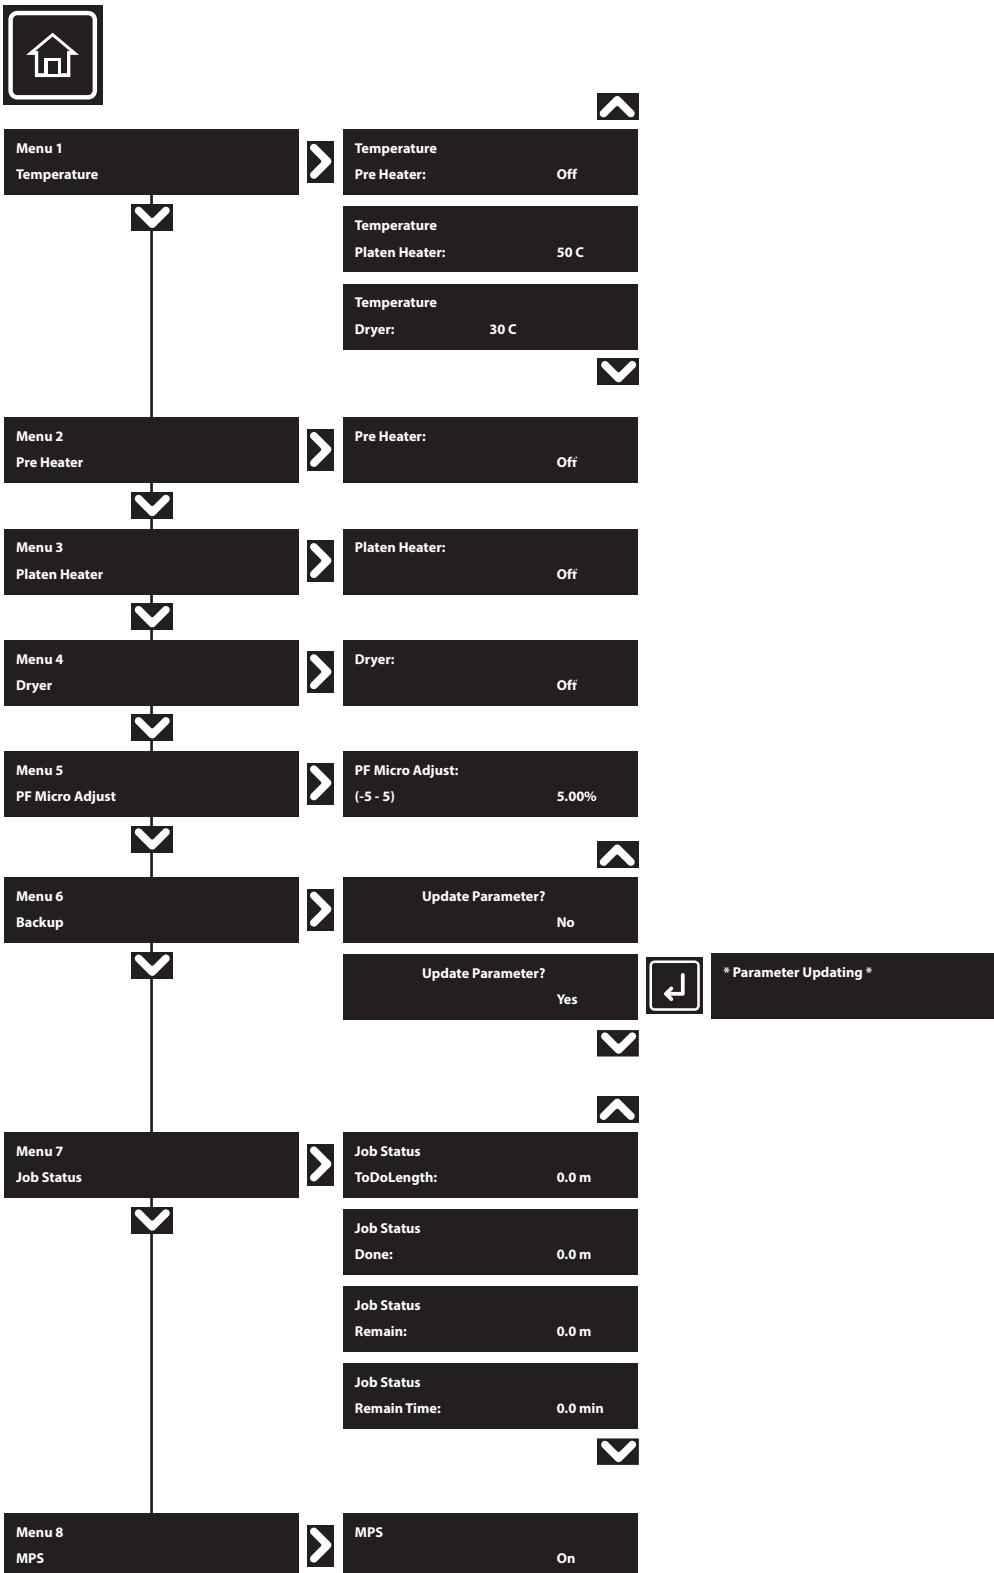 Menu 1
Temperature
Temperature
Pre Heater: Off
Temperature
Platen Heater: 50 C
Temperature
Dryer: 30 C
Menu 2
Pre Heater
Pre Heater:
Off
Menu 3
Platen Heater
Platen Heater:
Off
Menu 4
Dryer
Dryer:
Off
Menu 5
PF Micro Adjust
PF Micro Adjust:
(-5 - 5) 5.00%
Menu 6
Backup
Update Parameter?
No
Update Parameter?
Yes
* Parameter Updating *
Menu 7
Job Status
Job Status
ToDoLength: 0.0 m
Job Status
Done: 0.0 m
Job Status
Remain: 0.0 m
Job Status
Remain Time: 0.0 min
Menu 8
MPS
MPS
On